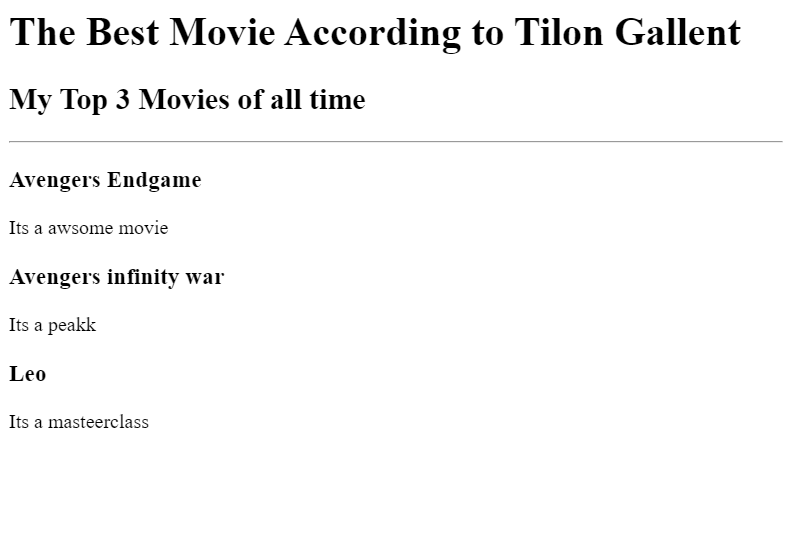 The Best Movie According to Tilon Gallent
My Top 3 Movies of all time
Avengers Endgame
Its a awsome movie
Avengers infinity war
Its a peakk
Leo
Its a masteerclass